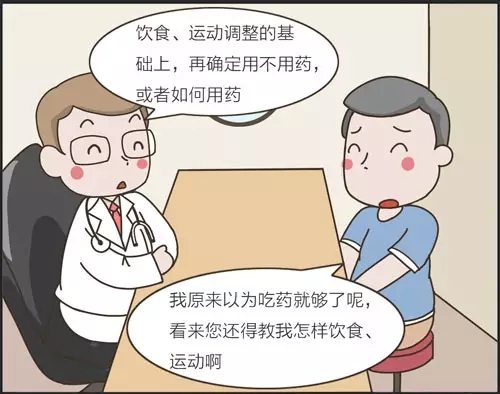 饮食、运动调整的基
础上，再确定用不用药，
或者如何用药
我原来以为吃药就够了呢，
看来您还得教我怎样饮食、
运动啊